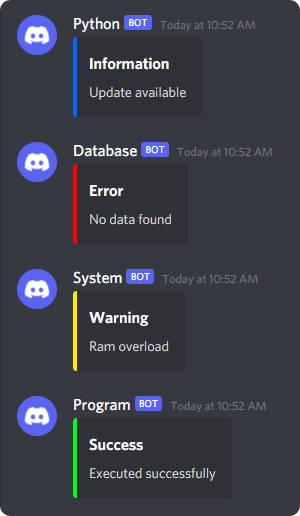 Python BOT Today at 10:52 AM
Information
Update available
Database BOT Today at 10:52 AM
Error
No data found
System BOT Today at 10:52 AM
Warning
Ram overload
Program BOT Today at 10:52 AM
Success
Executed successfully